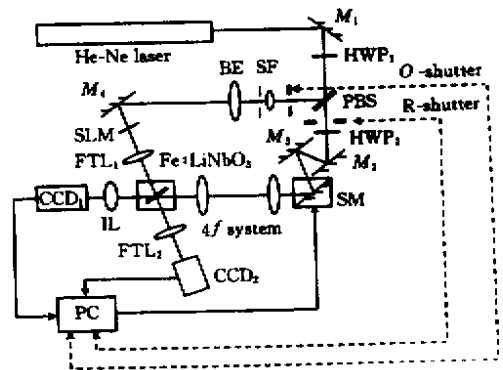 M₁
He-Ne laser
HWP₁
BE SF O-shutter
M₄ PBS
R-shutter
SLM
HWP₂
M₃
FTL₁ Fe:LiNbO₃ M₂
CCD₁ SM
IL 4f system
FTL₂
CCD₂
PC